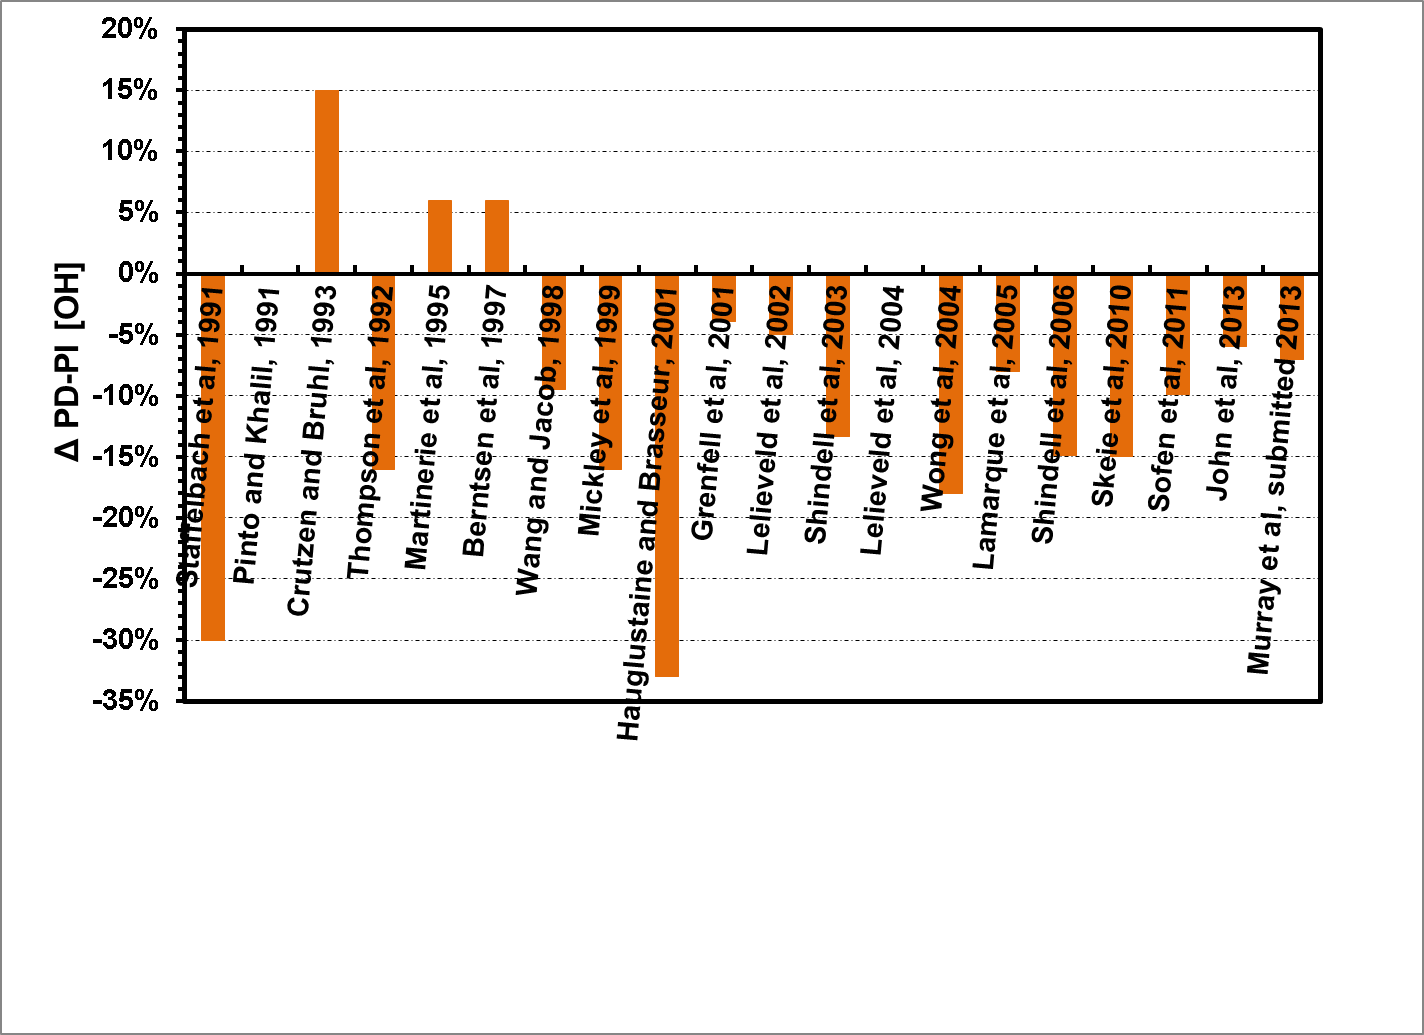 20%
15%
10%
5%
0%
-5%
-10%
-15%
-20%
-25%
-30%
-35%
Δ PD-PI [OH]
Staffelbach et al, 1991
Pinto and Khalil, 1991
Crutzen and Bruhl, 1993
Thompson et al, 1992
Martinerie et al, 1995
Berntsen et al, 1997
Wang and Jacob, 1998
Mickley et al, 1999
Hauglustaine and Brasseur, 2001
Grenfell et al, 2001
Lelieveld et al, 2002
Shindell et al, 2003
Lelieveld et al, 2004
Wong et al, 2004
Lamarque et al, 2005
Shindell et al, 2006
Skeie et al, 2010
Sofen et al, 2011
John et al, 2013
Murray et al, submitted 2013